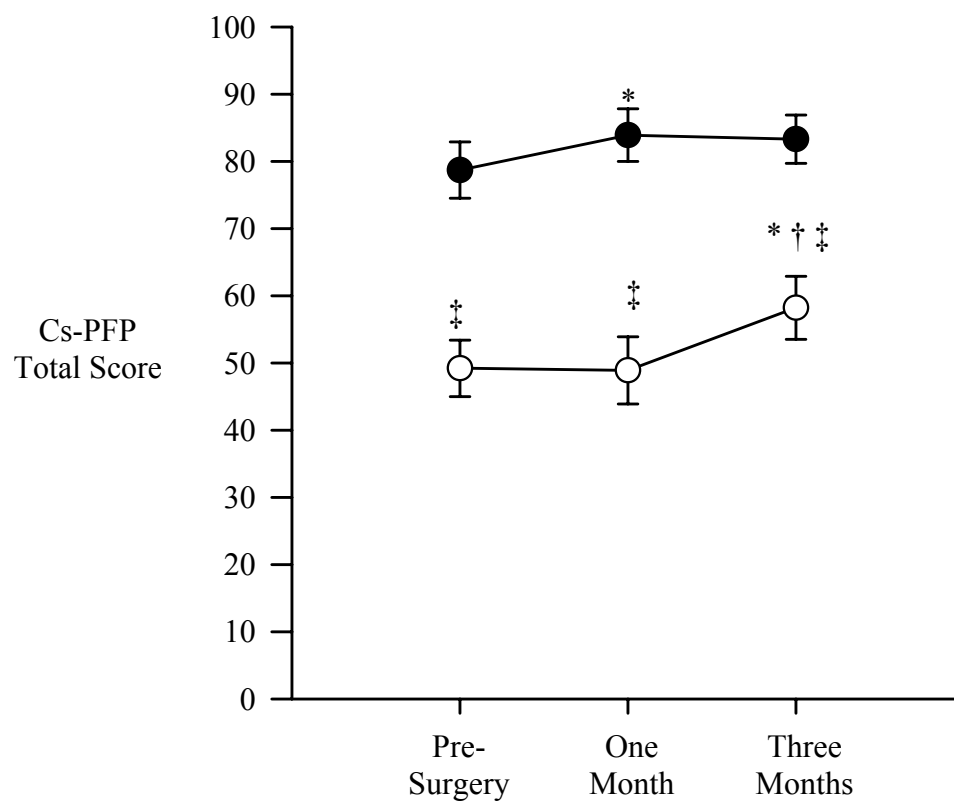 100
90
*
80
70
* † ‡
60
‡
‡
Cs-PFP
Total Score
50
40
30
20
10
0
Pre-
Surgery
One
Month
Three
Months